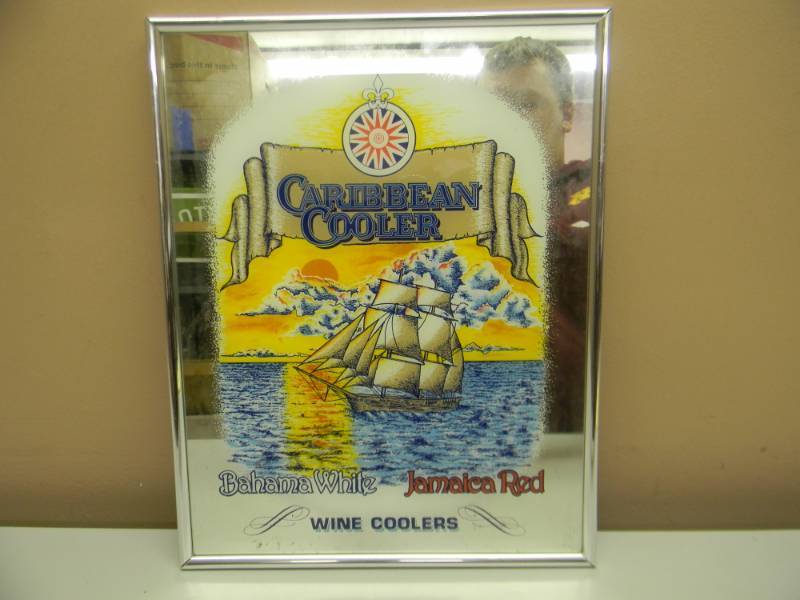 CARIBBEAN
COOLER
Bahama White Jamaica Red
WINE COOLERS